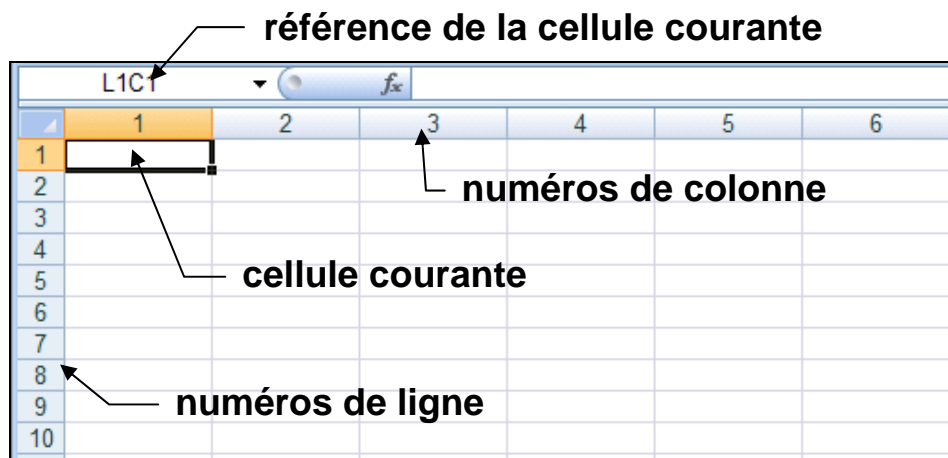 référence de la cellule courante
L1C1 fx
1 2 3 4 5 6
1
2 numéros de colonne
3
4
5 cellule courante
6
7
8
9 numéros de ligne
10